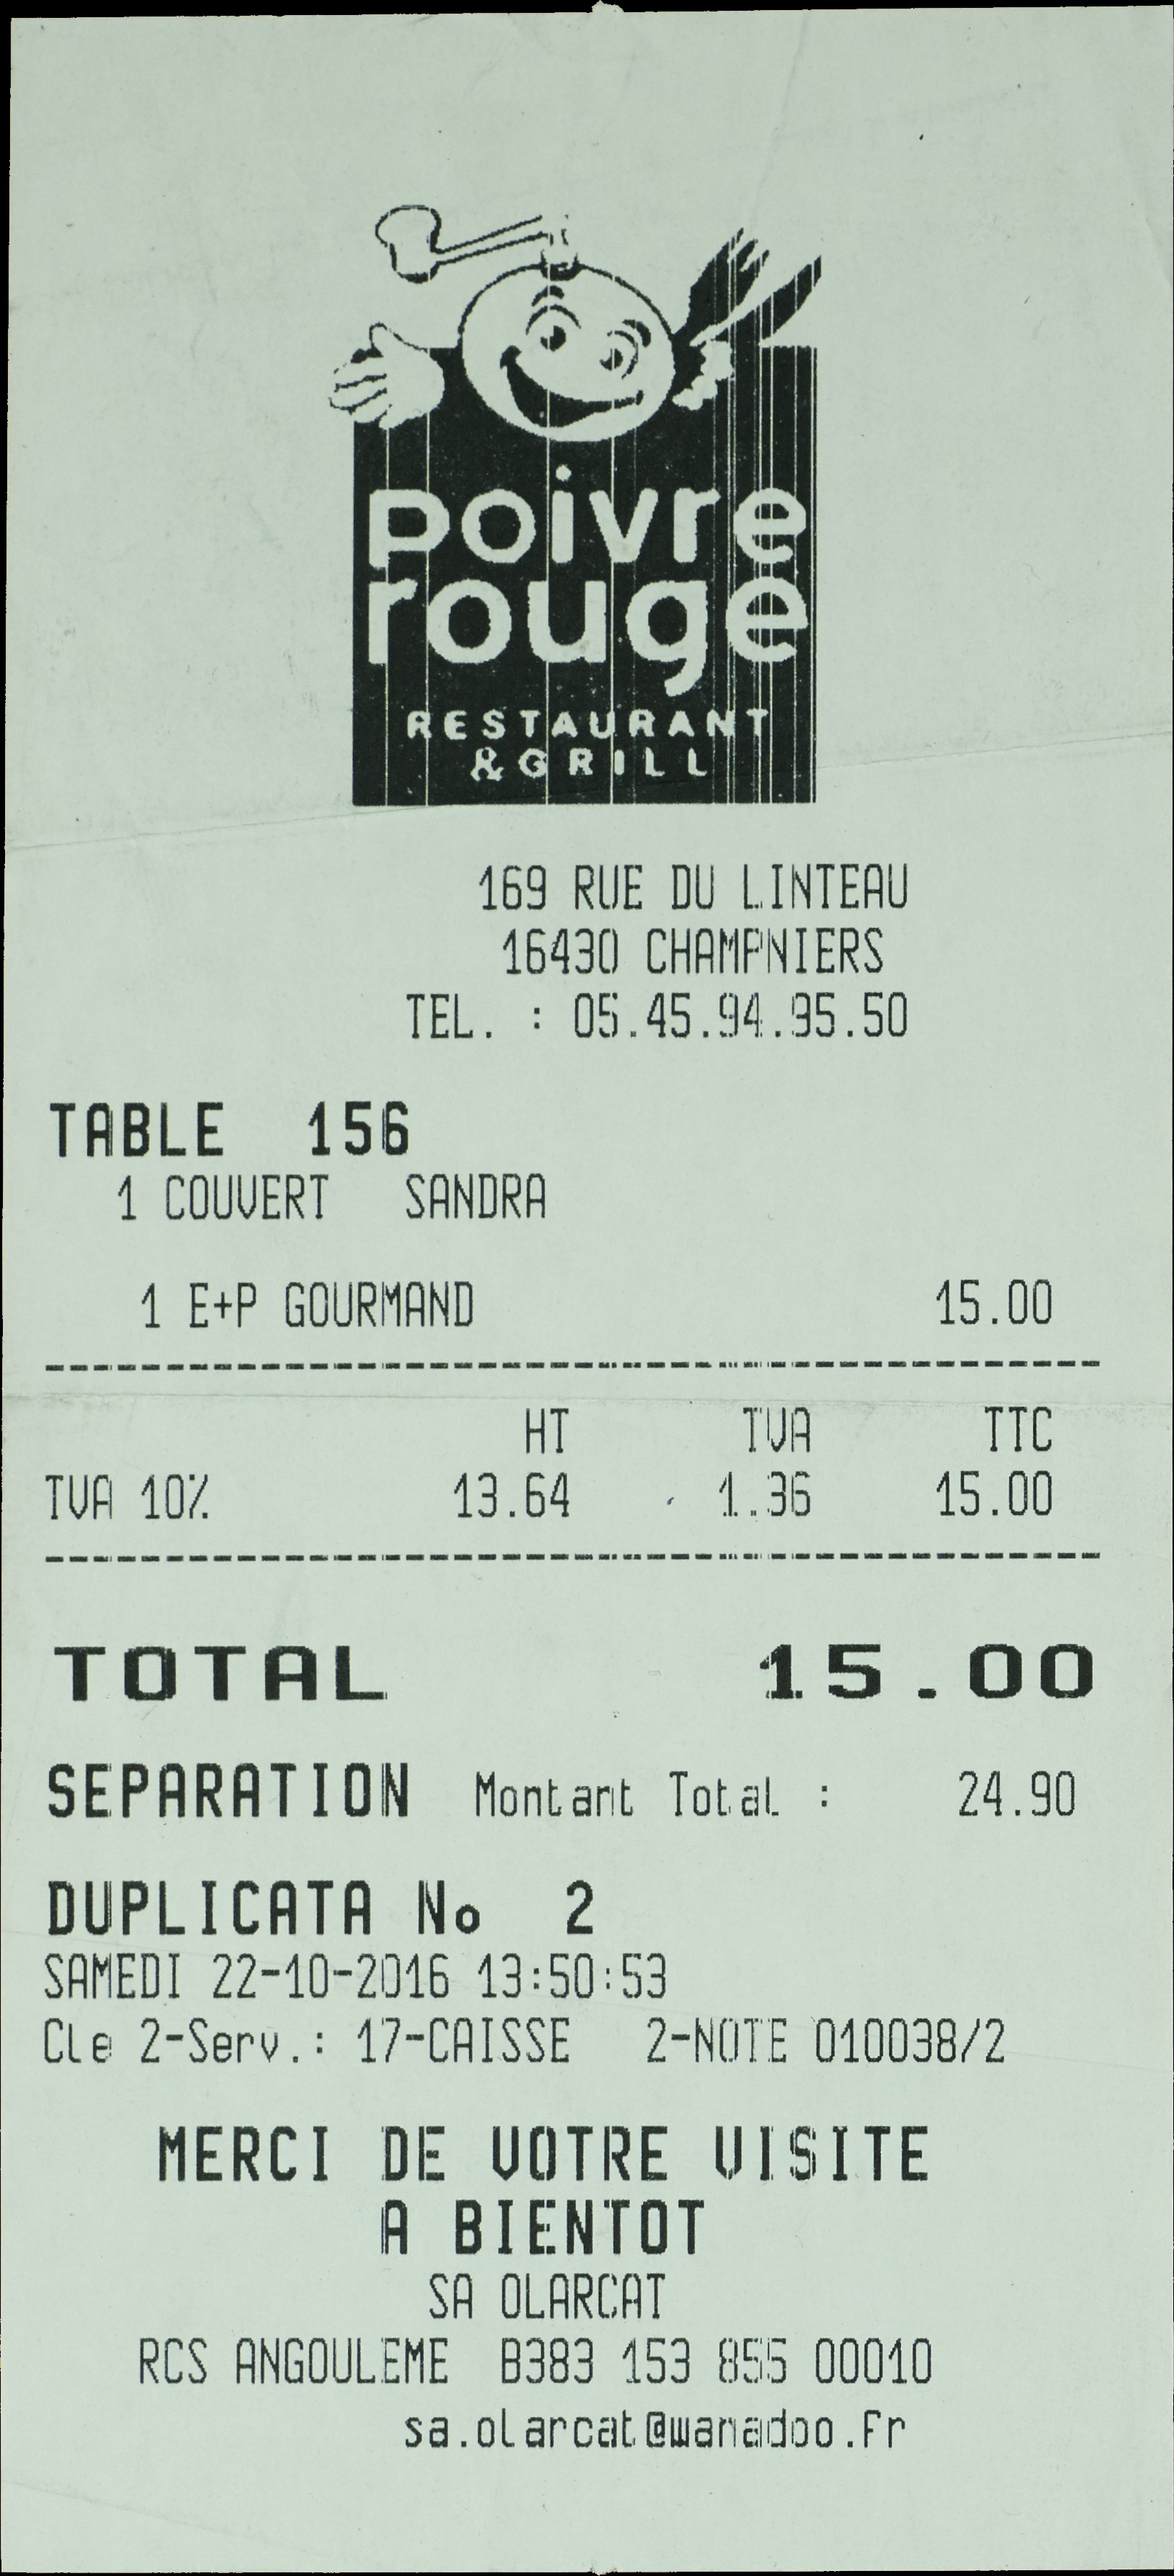 poivre
rouge
RESTAURANT
&GRILL
169 RUE DU LINTEAU
16430 CHAMPNIERS
TEL. : 05.45.94.95.50
TABLE 156
1 COUVERT SANDRA
1 E+P GOURMAND 15.00
HT TVA TTC
TVA 10% 13.64 1.36 15.00
TOTAL 15.00
SEPARATION Montant Total : 24.90
DUPLICATA No 2
SAMEDI 22-10-2016 13:50:53
Cle 2-Serv.: 17-CAISSE 2-NOTE 010038/2
MERCI DE VOTRE VISITE
A BIENTOT
SA OLARCAT
RCS ANGOULEME B383 153 855 00010
sa.olarcat@wanadoo.fr